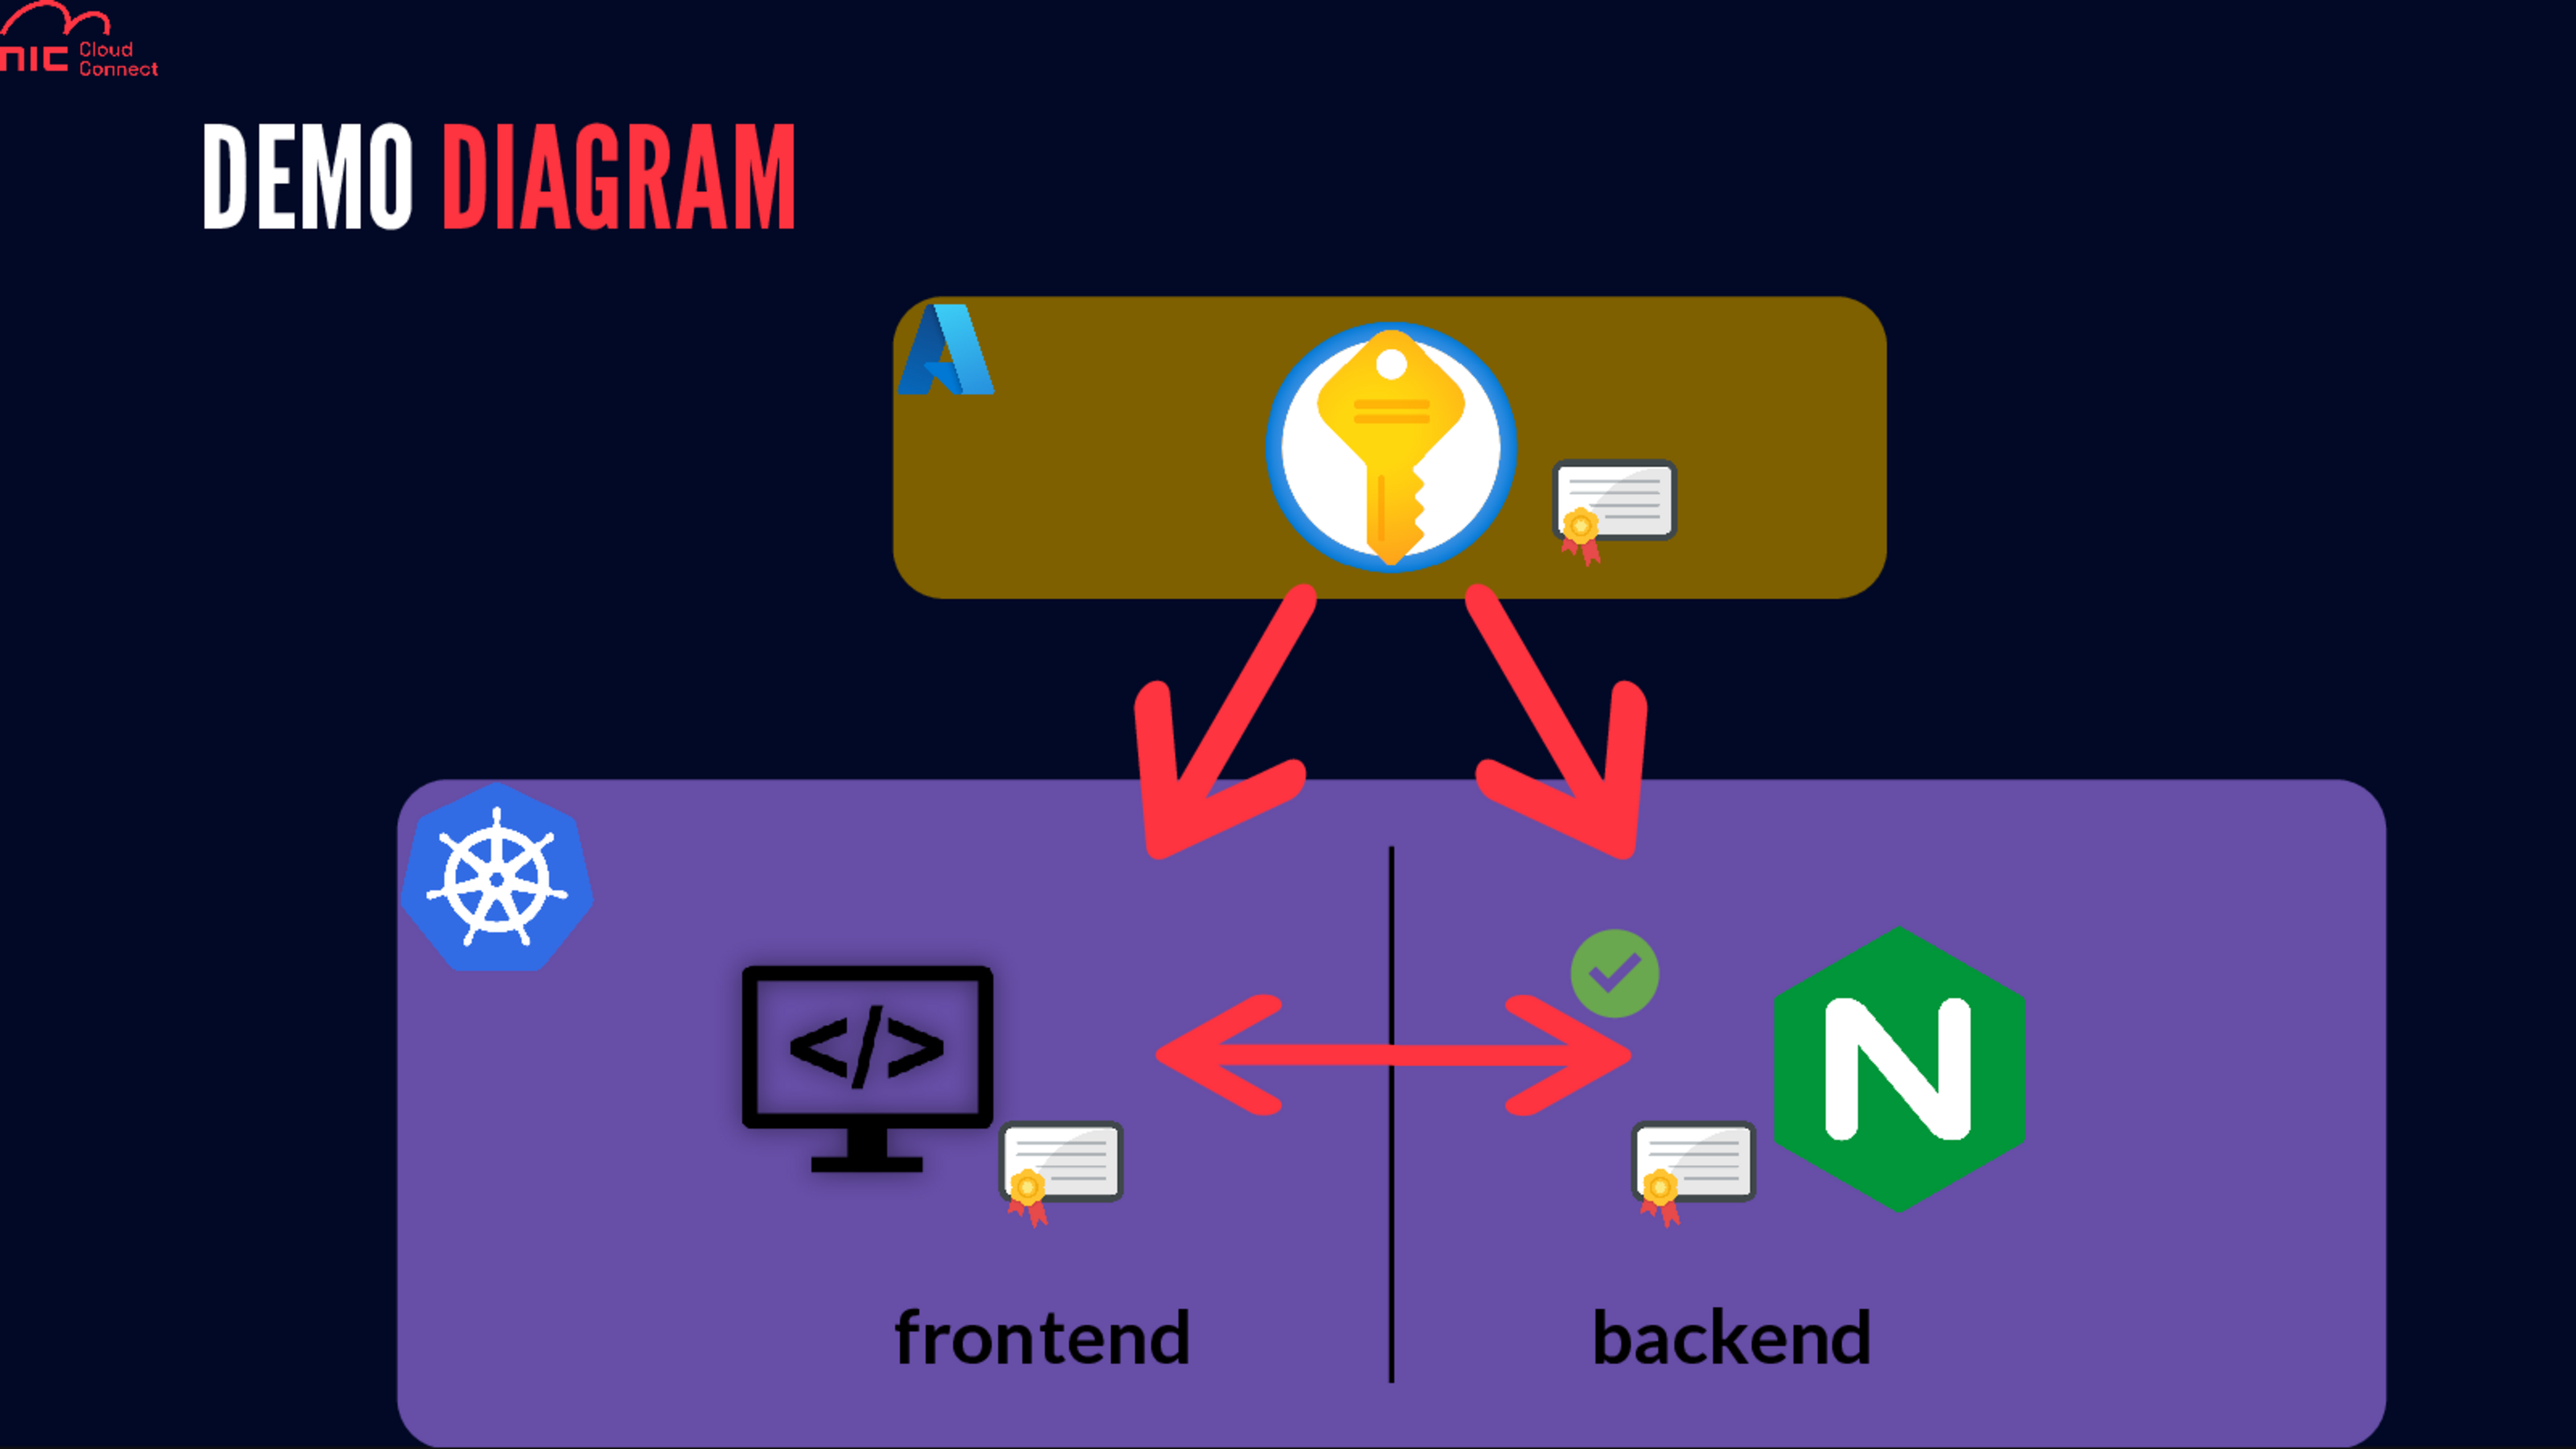 nic Cloud
Connect
DEMO DIAGRAM
</>
N
frontend
backend